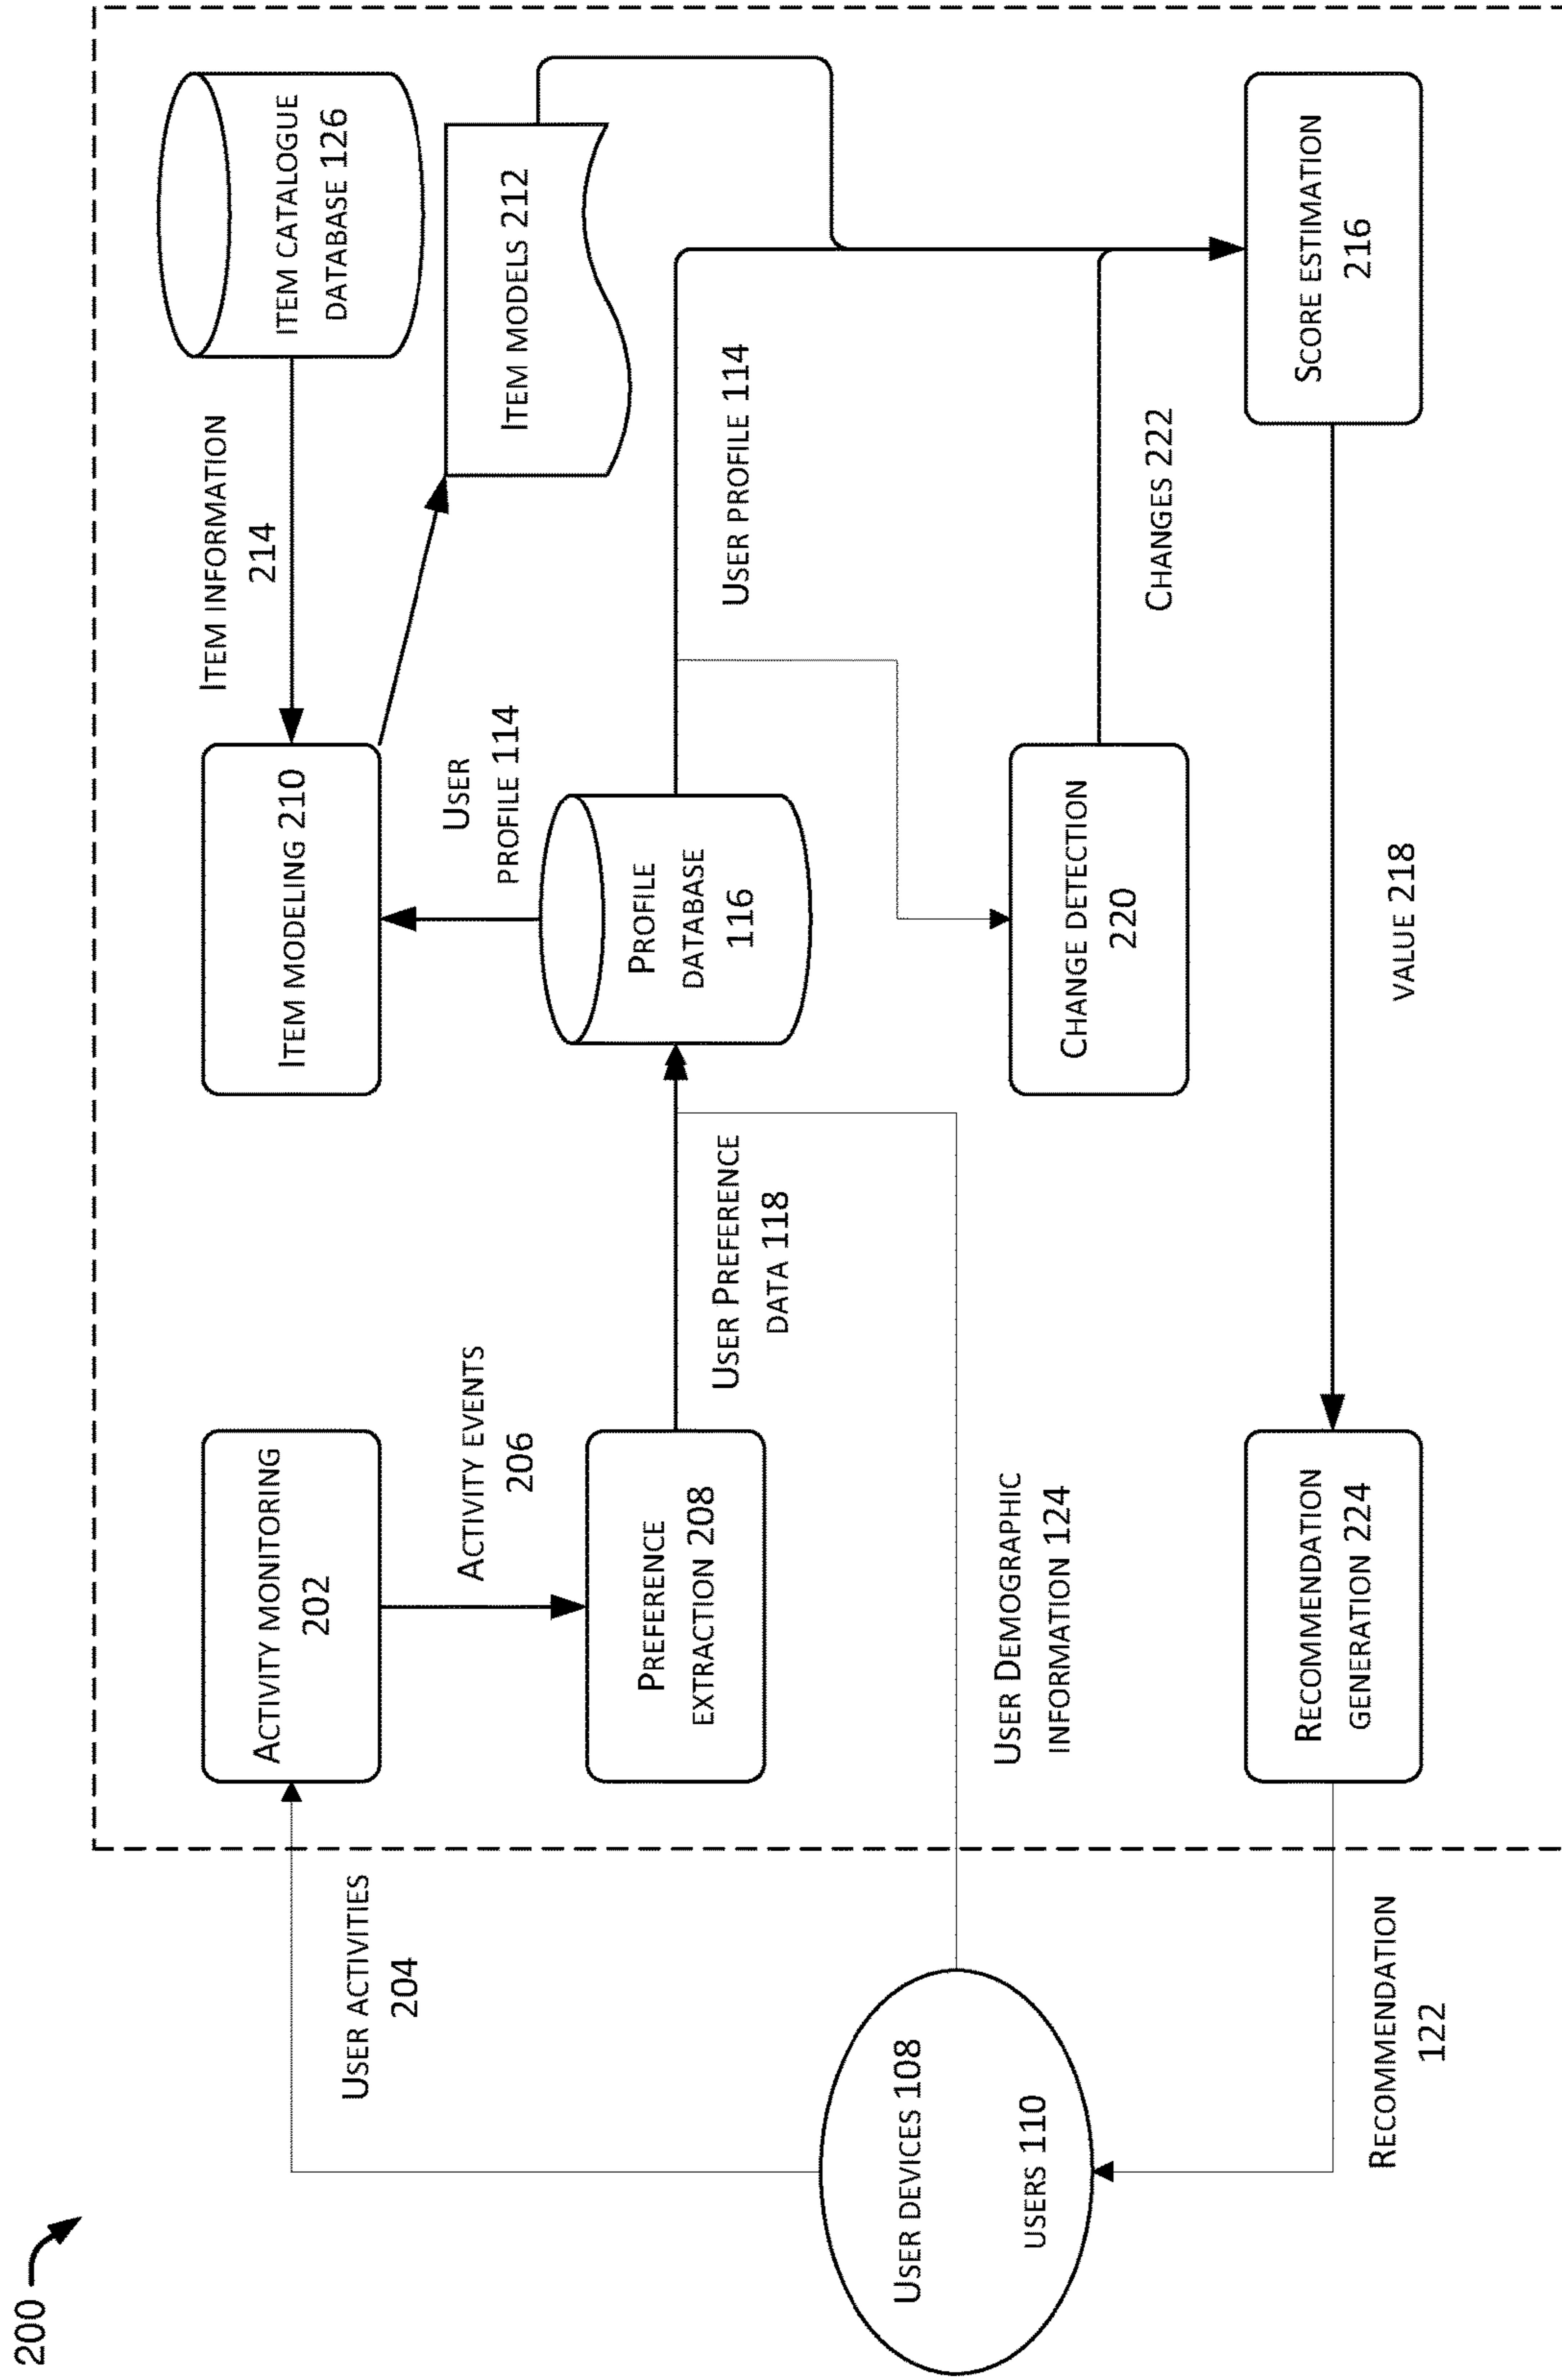 200
USER DEVICES 108
USERS 110
USER ACTIVITIES
204
RECOMMENDATION
122
ACTIVITY MONITORING
202
ACTIVITY EVENTS
206
PREFERENCE
EXTRACTION 208
USER PREFERENCE
DATA 118
USER DEMOGRAPHIC
INFORMATION 124
RECOMMENDATION
GENERATION 224
ITEM MODELING 210
USER
PROFILE 114
PROFILE
DATABASE
116
CHANGE DETECTION
220
VALUE 218
ITEM INFORMATION
214
ITEM CATALOGUE
DATABASE 126
ITEM MODELS 212
USER PROFILE 114
CHANGES 222
SCORE ESTIMATION
216